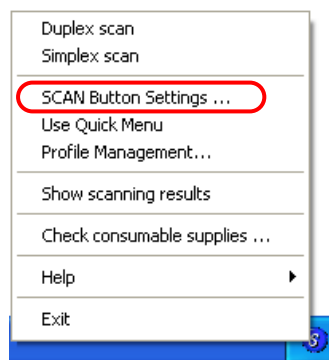 Duplex scan
Simplex scan
SCAN Button Settings ...
Use Quick Menu
Profile Management...
Show scanning results
Check consumable supplies ...
Help
Exit
S